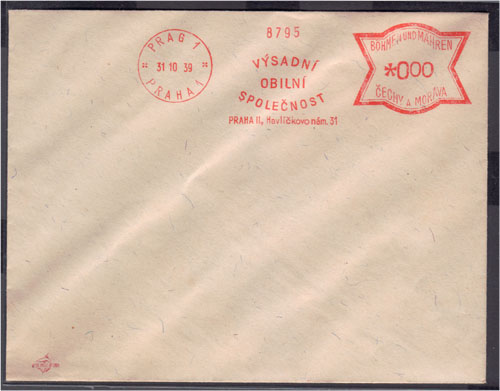 PRAG 1
31 10 39
PRAHA 1
8795
VÝSADNÍ
OBILNÍ
SPOLEČNOST
PRAHA II, Havlíčkovo nám. 31
BÖHMEN UND MÄHREN
*000
ČECHY A MORAVA